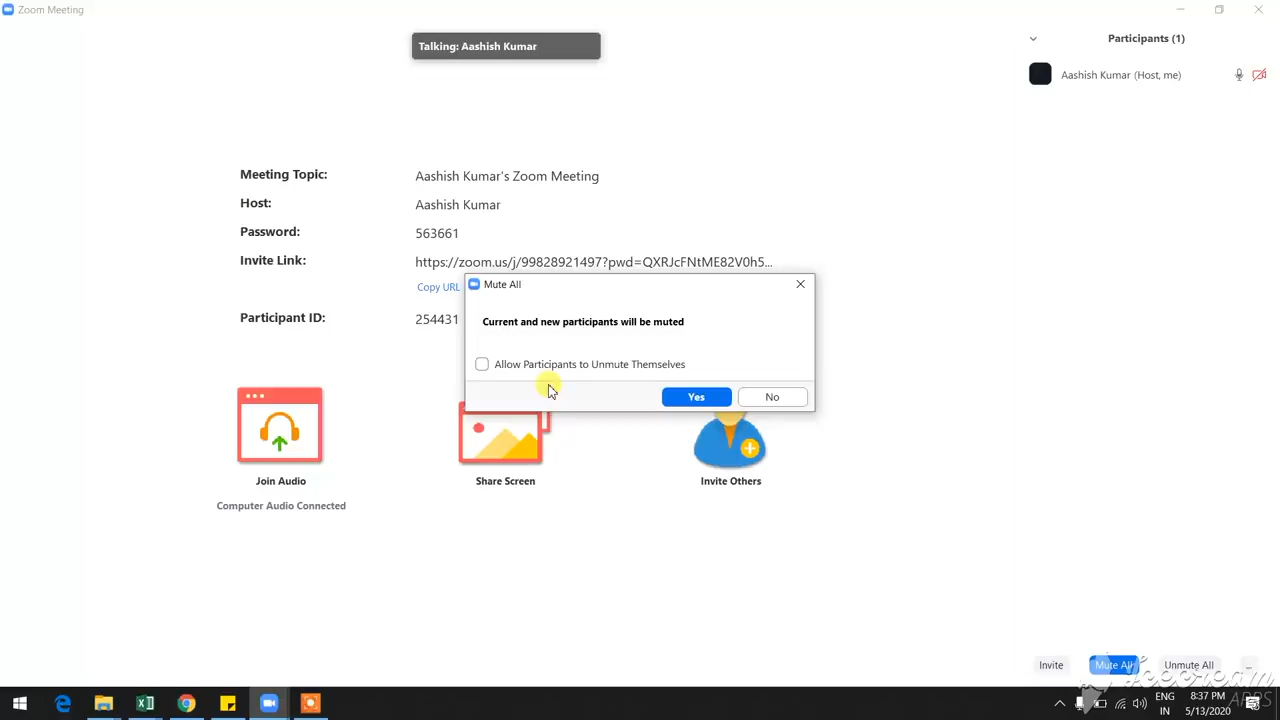 Zoom Meeting
Talking: Aashish Kumar
Participants (1)
Aashish Kumar (Host, me)
Meeting Topic: Aashish Kumar's Zoom Meeting
Host: Aashish Kumar
Password: 563661
Invite Link: https://zoom.us/j/99828921497?pwd=QXRJcFNtME82V0h5...
Copy URL
Participant ID: 254431
Mute All
Current and new participants will be muted
Allow Participants to Unmute Themselves
Yes No
Join Audio Share Screen Invite Others
Computer Audio Connected
Invite Mute All Unmute All ...
Icecream
APPS
ENG 8:37 PM
IN 5/13/2020